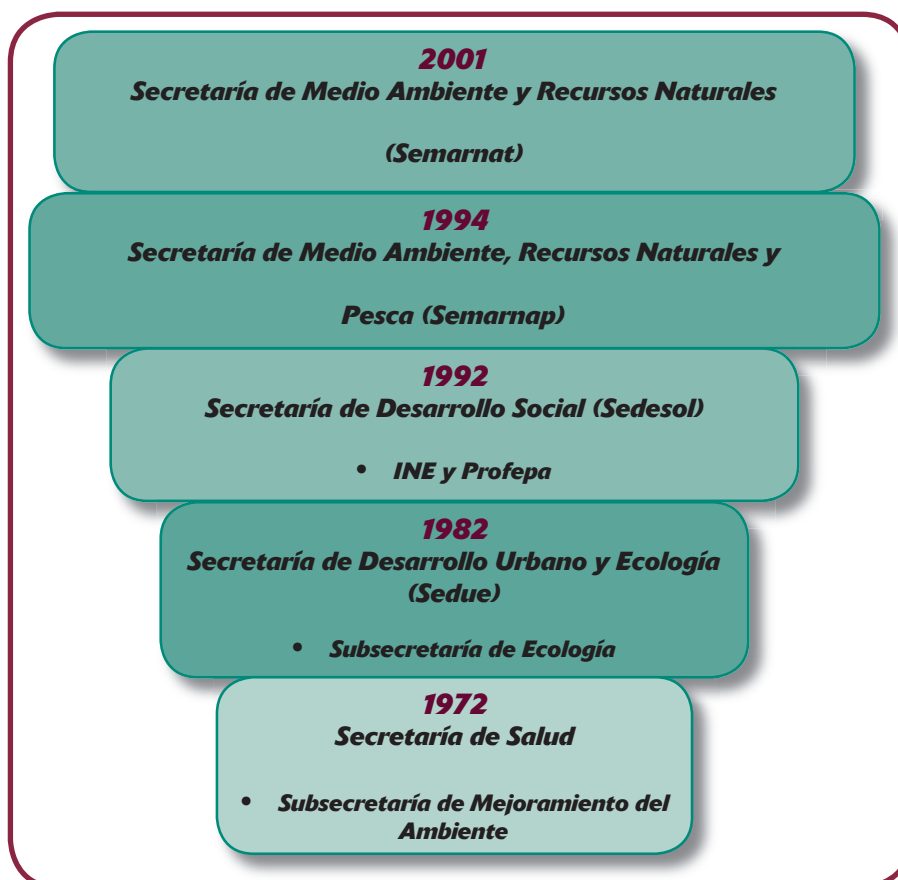 2001
Secretaría de Medio Ambiente y Recursos Naturales
(Semarnat)
1994
Secretaría de Medio Ambiente, Recursos Naturales y
Pesca (Semarnap)
1992
Secretaría de Desarrollo Social (Sedesol)
• INE y Profepa
1982
Secretaría de Desarrollo Urbano y Ecología
(Sedue)
• Subsecretaría de Ecología
1972
Secretaría de Salud
• Subsecretaría de Mejoramiento del
Ambiente